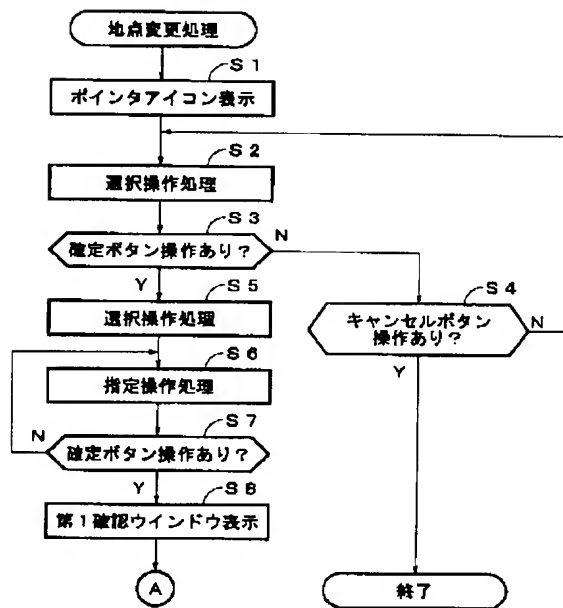 地点変更処理
S1
ポインタアイコン表示
S2
選択操作処理
S3
確定ボタン操作あり?
N
Y
S4
キャンセルボタン
操作あり?
N
Y
S5
選択操作処理
S6
指定操作処理
S7
確定ボタン操作あり?
N
Y
S8
第1確認ウインドウ表示
A
終了